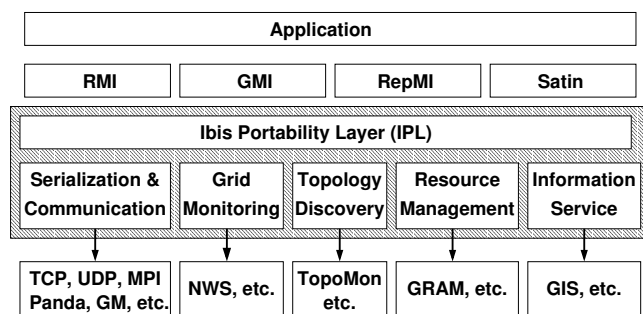 Application
RMI GMI RepMI Satin
Ibis Portability Layer (IPL)
Serialization &
Communication
Grid
Monitoring
Topology
Discovery
Resource
Management
Information
Service
TCP, UDP, MPI
Panda, GM, etc.
NWS, etc.
TopoMon
etc.
GRAM, etc.
GIS, etc.